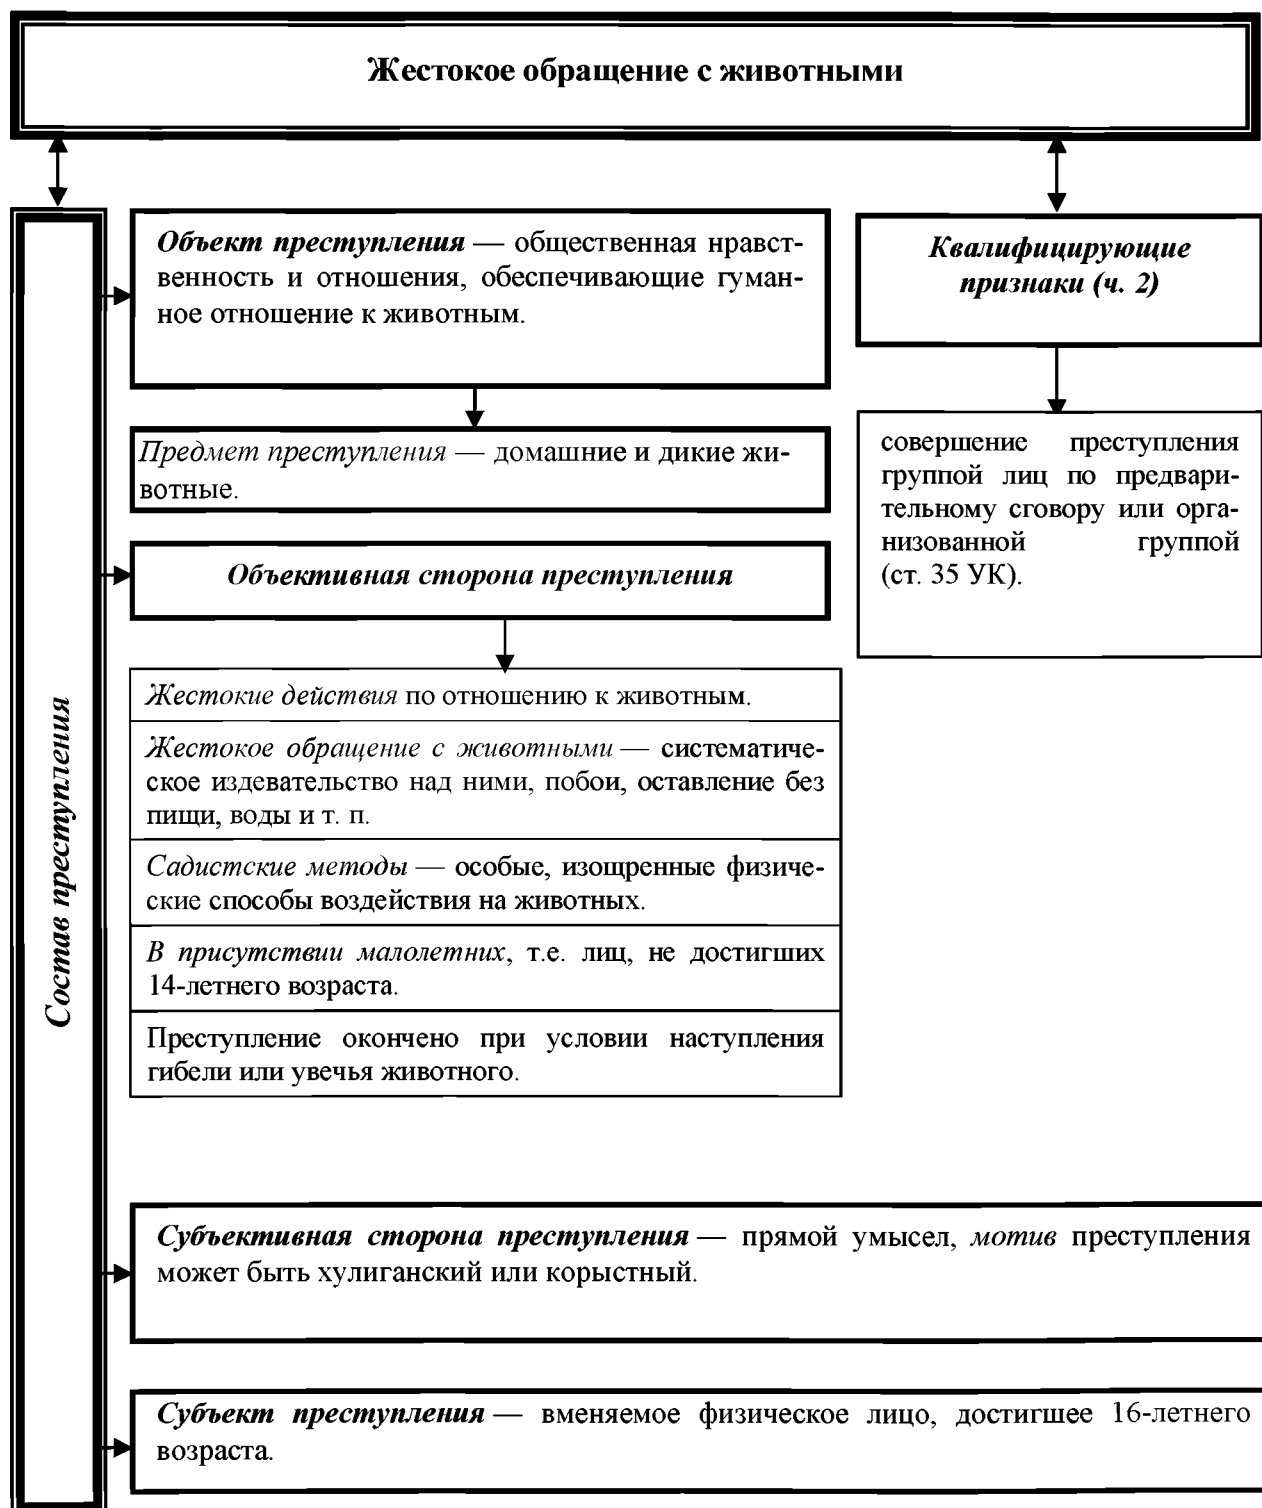 Жестокое обращение с животными
Состав преступления
Объект преступления — общественная нравст-
венность и отношения, обеспечивающие гуман-
ное отношение к животным.
Предмет преступления — домашние и дикие жи-
вотные.
Объективная сторона преступления
Жестокие действия по отношению к животным.
Жестокое обращение с животными — систематиче-
ское издевательство над ними, побои, оставление без
пищи, воды и т. п.
Садистские методы — особые, изощренные физиче-
ские способы воздействия на животных.
В присутствии малолетних, т.е. лиц, не достигших
14-летнего возраста.
Преступление окончено при условии наступления
гибели или увечья животного.
Субъективная сторона преступления — прямой умысел, мотив преступления
может быть хулиганский или корыстный.
Субъект преступления — вменяемое физическое лицо, достигшее 16-летнего
возраста.
Квалифицирующие
признаки (ч. 2)
совершение преступления
группой лиц по предвари-
тельному сговору или орга-
низованной группой
(ст. 35 УК).